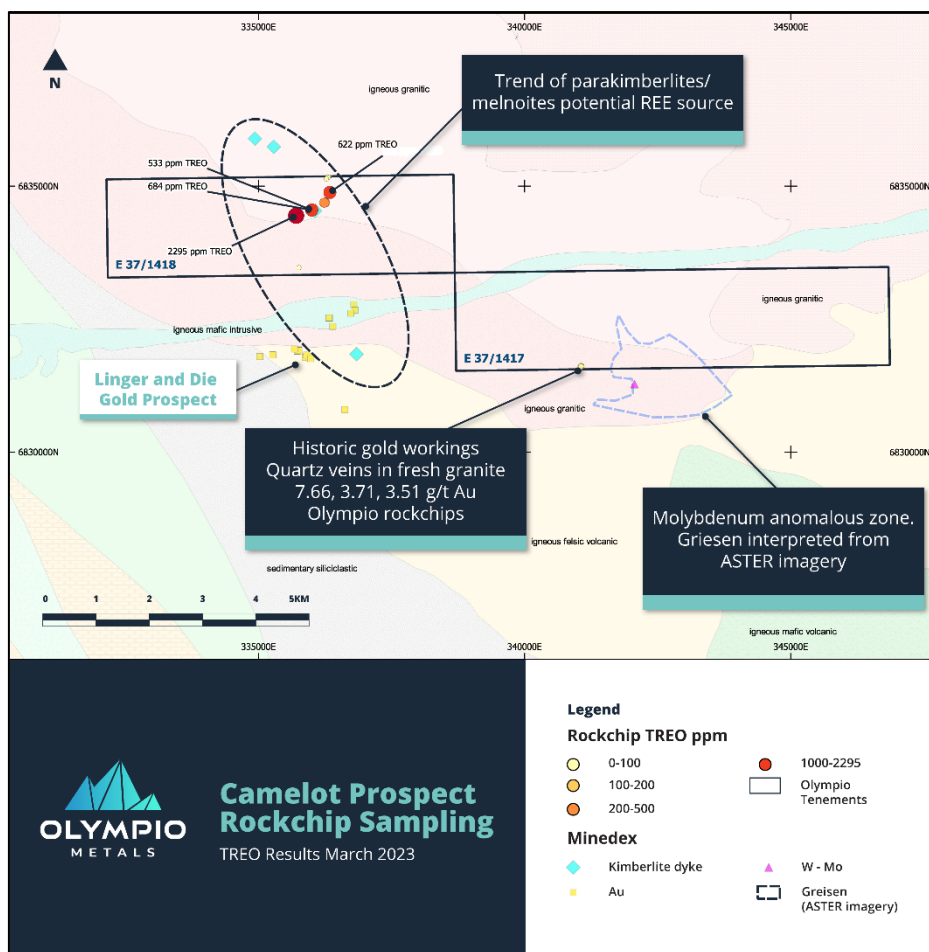 335000E
340000E
345000E
N
igneous granitic
Trend of parakimberlites/
melnoites potential REE source
622 ppm TREO
533 ppm TREO
684 ppm TREO
6835000N
6835000N
2295 ppm TREO
E 37/1418
igneous granitic
igneous mafic intrusive
E 37/1417
Linger and Die
Gold Prospect
igneous granitic
Historic gold workings
Quartz veins in fresh granite
7.66, 3.71, 3.51 g/t Au
Olympio rockchips
6830000N
6830000N
Molybdenum anomalous zone.
Griesen interpreted from
ASTER imagery
igneous felsic volcanic
sedimentary siliciclastic
0 1 2 3 4 5KM
igneous mafic volcanic
335000E
340000E
345000E
OLYMPIO
METALS
Camelot Prospect
Rockchip Sampling
TREO Results March 2023
Legend
Rockchip TREO ppm
0-100
100-200
200-500
1000-2295
Olympio
Tenements
Minedex
Kimberlite dyke
Au
W - Mo
Greisen
(ASTER imagery)